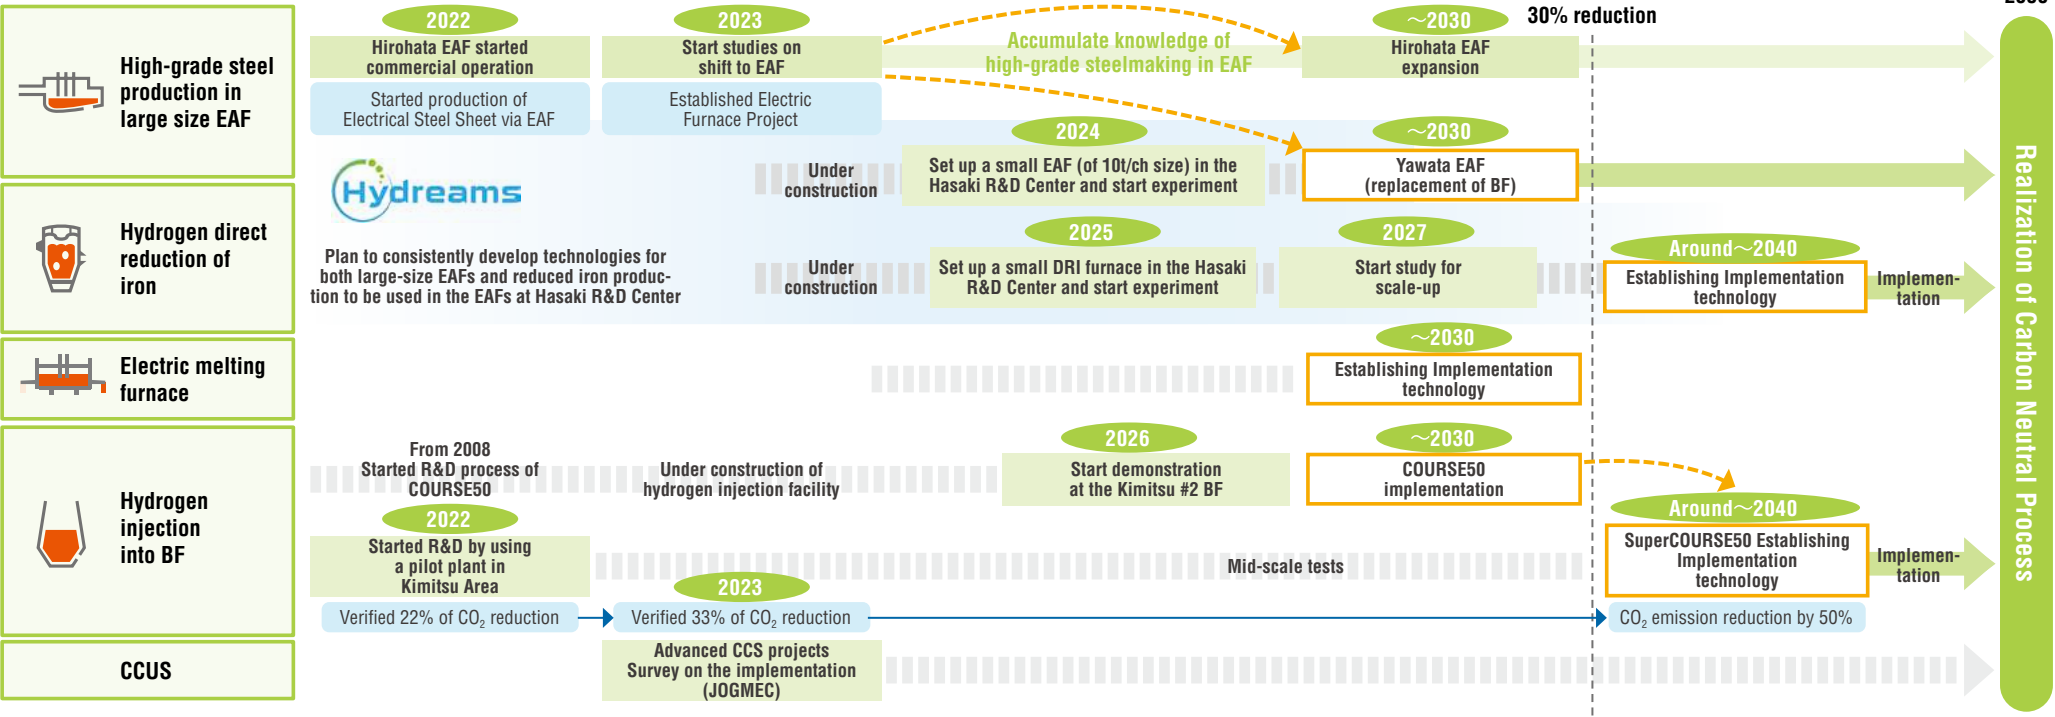 2022
2023
~2030
30% reduction
High-grade steel
production in
large size EAF
Hirohata EAF started
commercial operation
Start studies on
shift to EAF
Accumulate knowledge of
high-grade steelmaking in EAF
Hirohata EAF
expansion
Started production of
Electrical Steel Sheet via EAF
Established Electric
Furnace Project
2024
~2030
Hydreams
Under
construction
Set up a small EAF (of 10t/ch size) in the
Hasaki R&D Center and start experiment
Yawata EAF
(replacement of BF)
Hydrogen direct
reduction of
iron
Plan to consistently develop technologies for
both large-size EAFs and reduced iron produc-
tion to be used in the EAFs at Hasaki R&D Center
2025
2027
Around~2040
Under
construction
Set up a small DRI furnace in the Hasaki
R&D Center and start experiment
Start study for
scale-up
Establishing Implementation
technology
Implemen-
tation
Electric melting
furnace
~2030
Establishing Implementation
technology
Hydrogen
injection
into BF
From 2008
Started R&D process of
COURSE50
Under construction of
hydrogen injection facility
2026
Start demonstration
at the Kimitsu #2 BF
~2030
COURSE50
implementation
2022
Started R&D by using
a pilot plant in
Kimitsu Area
Mid-scale tests
Around~2040
SuperCOURSE50 Establishing
Implementation
technology
Implemen-
tation
Verified 22% of CO₂ reduction
2023
Verified 33% of CO₂ reduction
CO₂ emission reduction by 50%
CCUS
Advanced CCS projects
Survey on the implementation
(JOGMEC)
Realization of Carbon Neutral Process